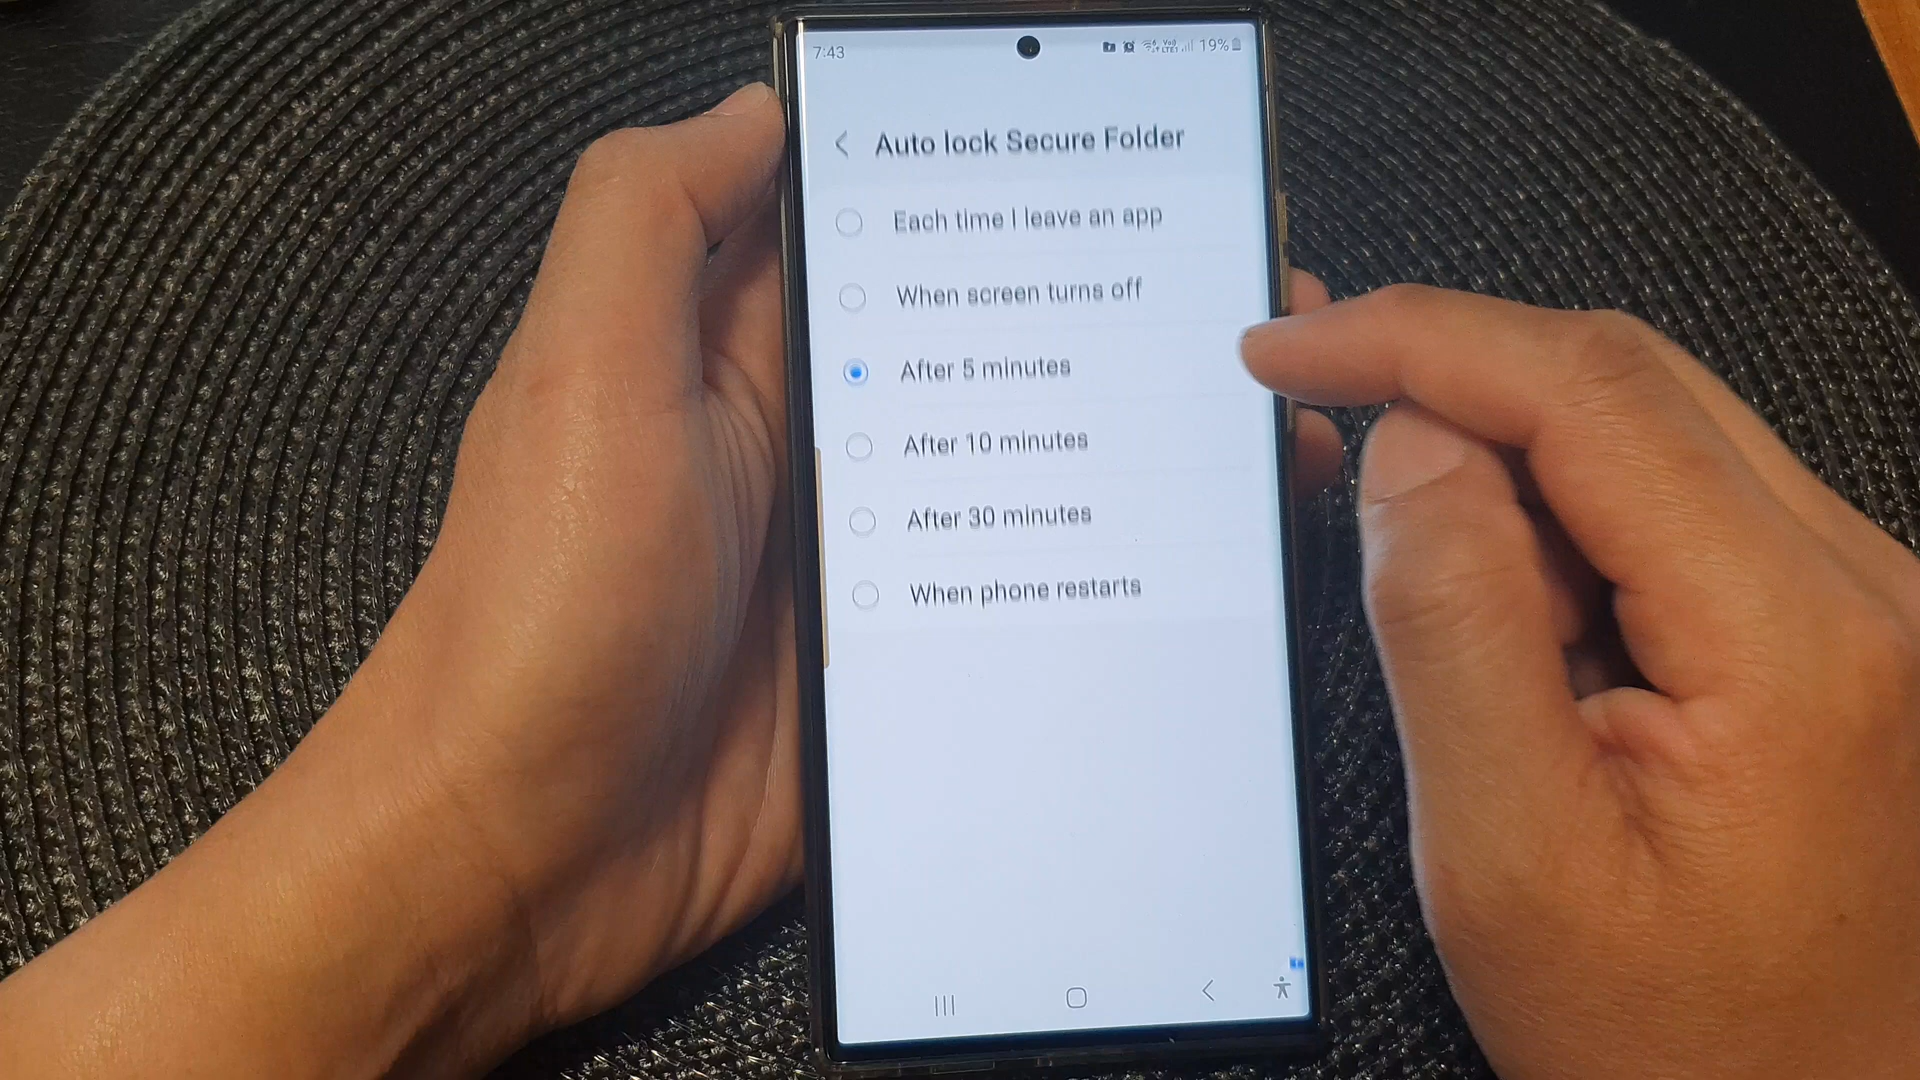 7:43
19%
Auto lock Secure Folder
Each time I leave an app
When screen turns off
After 5 minutes
After 10 minutes
After 30 minutes
When phone restarts